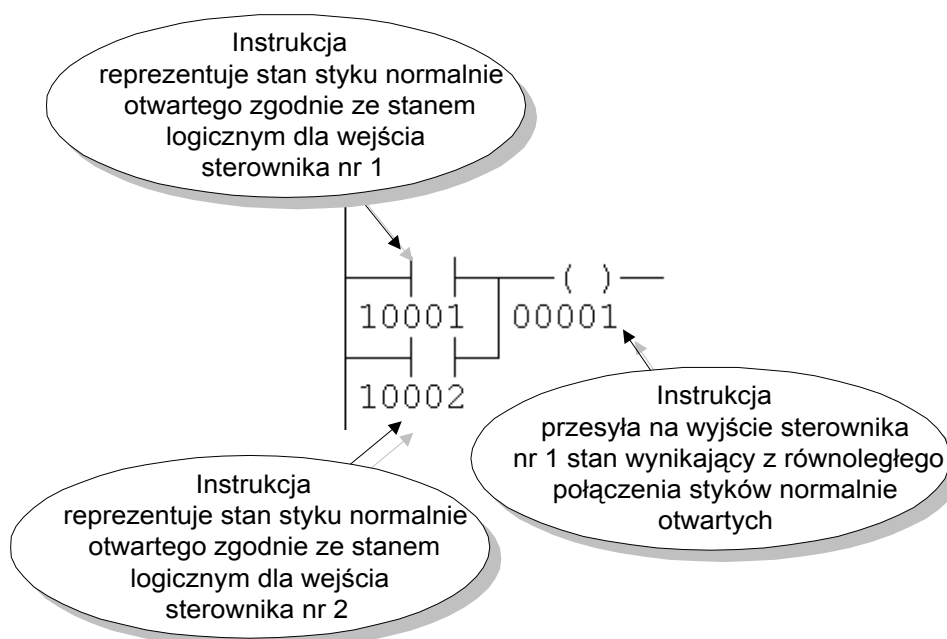 Instrukcja
reprezentuje stan styku normalnie
otwartego zgodnie ze stanem
logicznym dla wejścia
sterownika nr 1
( )
10001 00001
10002
Instrukcja
przesyła na wyjście sterownika
nr 1 stan wynikający z równoległego
połączenia styków normalnie
otwartych
Instrukcja
reprezentuje stan styku normalnie
otwartego zgodnie ze stanem
logicznym dla wejścia
sterownika nr 2